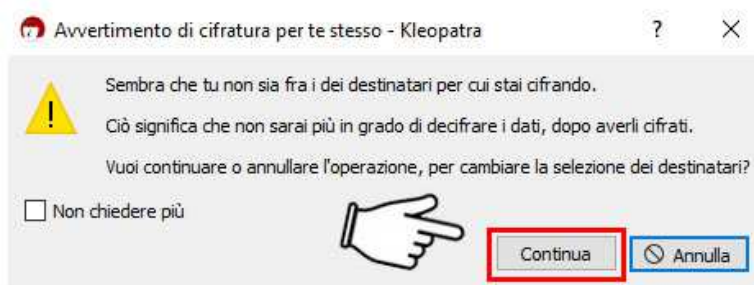 Avvertimento di cifratura per te stesso - Kleopatra
Sembra che tu non sia fra i dei destinatari per cui stai cifrando.
Ciò significa che non sarai più in grado di decifrare i dati, dopo averli cifrati.
Vuoi continuare o annullare l'operazione, per cambiare la selezione dei destinatari?
Non chiedere più
Continua
Annulla